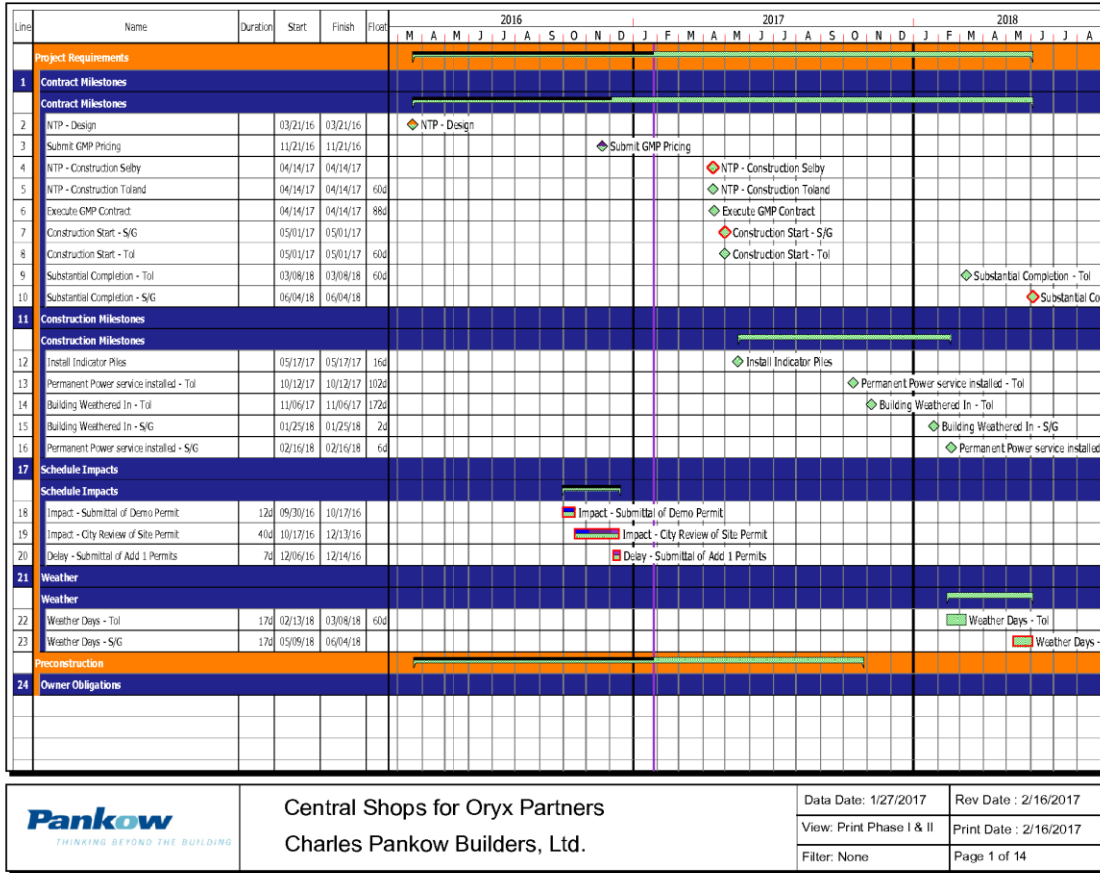 Line Name Duration Start Finish Float 2016 2017 2018
M A M J J A S O N D J F M A M J J A S O N D J F M A M J J A
Project Requirements
1 Contract Milestones
Contract Milestones
2 NTP - Design 03/21/16 03/21/16 NTP - Design
3 Submit GMP Pricing 11/21/16 11/21/16 Submit GMP Pricing
4 NTP - Construction Selby 04/14/17 04/14/17 NTP - Construction Selby
5 NTP - Construction Toland 04/14/17 04/14/17 60d NTP - Construction Toland
6 Execute GMP Contract 04/14/17 04/14/17 88d Execute GMP Contract
7 Construction Start - S/G 05/01/17 05/01/17 Construction Start - S/G
8 Construction Start - Tol 05/01/17 05/01/17 60d Construction Start - Tol
9 Substantial Completion - Tol 03/08/18 03/08/18 60d Substantial Completion - Tol
10 Substantial Completion - S/G 06/04/18 06/04/18 Substantial Co
11 Construction Milestones
Construction Milestones
12 Install Indicator Piles 05/17/17 05/17/17 16d Install Indicator Piles
13 Permanent Power service installed - Tol 10/12/17 10/12/17 102d Permanent Power service installed - Tol
14 Building Weathered In - Tol 11/06/17 11/06/17 172d Building Weathered In - Tol
15 Building Weathered In - S/G 01/25/18 01/25/18 2d Building Weathered In - S/G
16 Permanent Power service installed - S/G 02/16/18 02/16/18 6d Permanent Power service installed
17 Schedule Impacts
Schedule Impacts
18 Impact - Submittal of Demo Permit 12d 09/30/16 10/17/16 Impact - Submittal of Demo Permit
19 Impact - City Review of Site Permit 40d 10/17/16 12/13/16 Impact - City Review of Site Permit
20 Delay - Submittal of Add 1 Permits 7d 12/06/16 12/14/16 Delay - Submittal of Add 1 Permits
21 Weather
Weather
22 Weather Days - Tol 17d 02/13/18 03/08/18 60d Weather Days - Tol
23 Weather Days - S/G 17d 05/09/18 06/04/18 Weather Days -
Preconstruction
24 Owner Obligations
Pankow
THINKING BEYOND THE BUILDING
Central Shops for Oryx Partners
Charles Pankow Builders, Ltd.
Data Date: 1/27/2017 Rev Date : 2/16/2017
View: Print Phase I & II Print Date : 2/16/2017
Filter: None Page 1 of 14